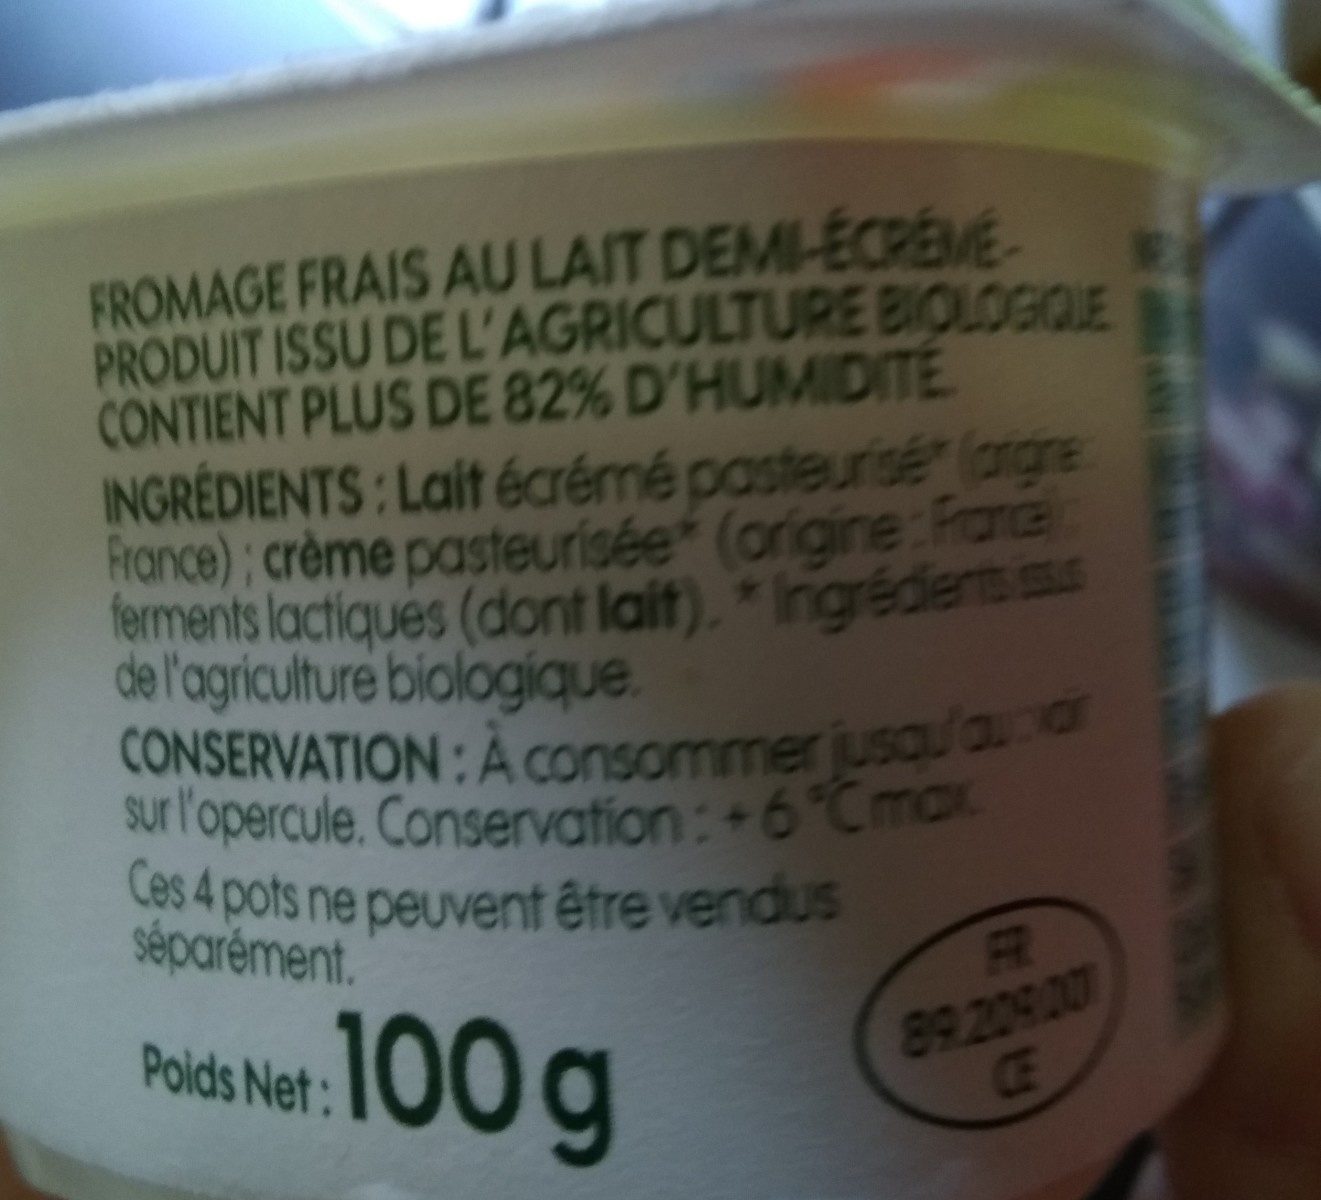 FROMAGE FRAIS AU LAIT DEMI-ÉCRÉMÉ-
PRODUIT ISSU DE L'AGRICULTURE BIOLOGIQUE
CONTIENT PLUS DE 82% D'HUMIDITÉ.
INGRÉDIENTS : Lait écrémé pasteurisé* (origine :
France) ; crème pasteurisée* (origine : France) ;
ferments lactiques (dont lait). * Ingrédients issus
de l'agriculture biologique.
CONSERVATION : À consommer jusqu'au : voir
sur l'opercule. Conservation : + 6 °C max.
Ces 4 pots ne peuvent être vendus
séparément.
Poids Net : 100 g
FR
89.209.001
CE